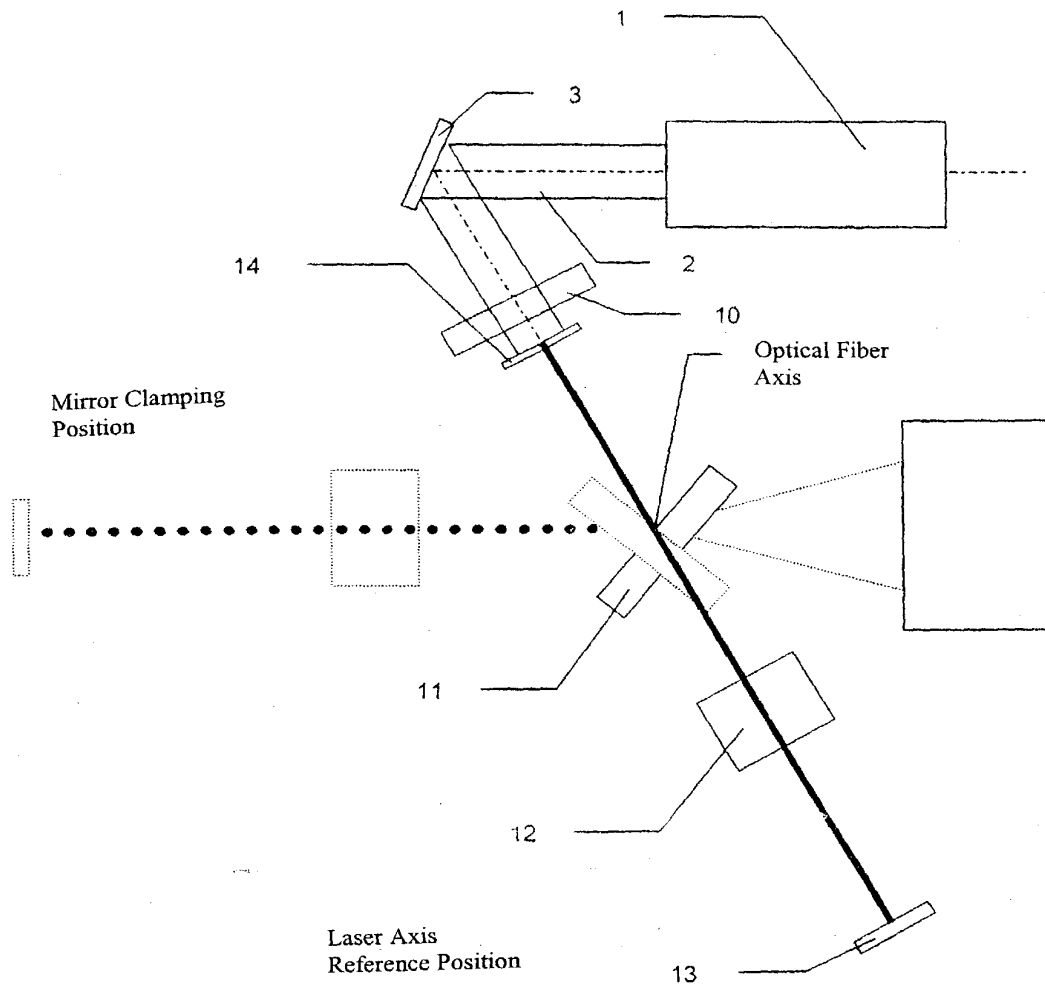 1
3
2
14
10
Optical Fiber
Axis
Mirror Clamping
Position
11
12
Laser Axis
Reference Position
13